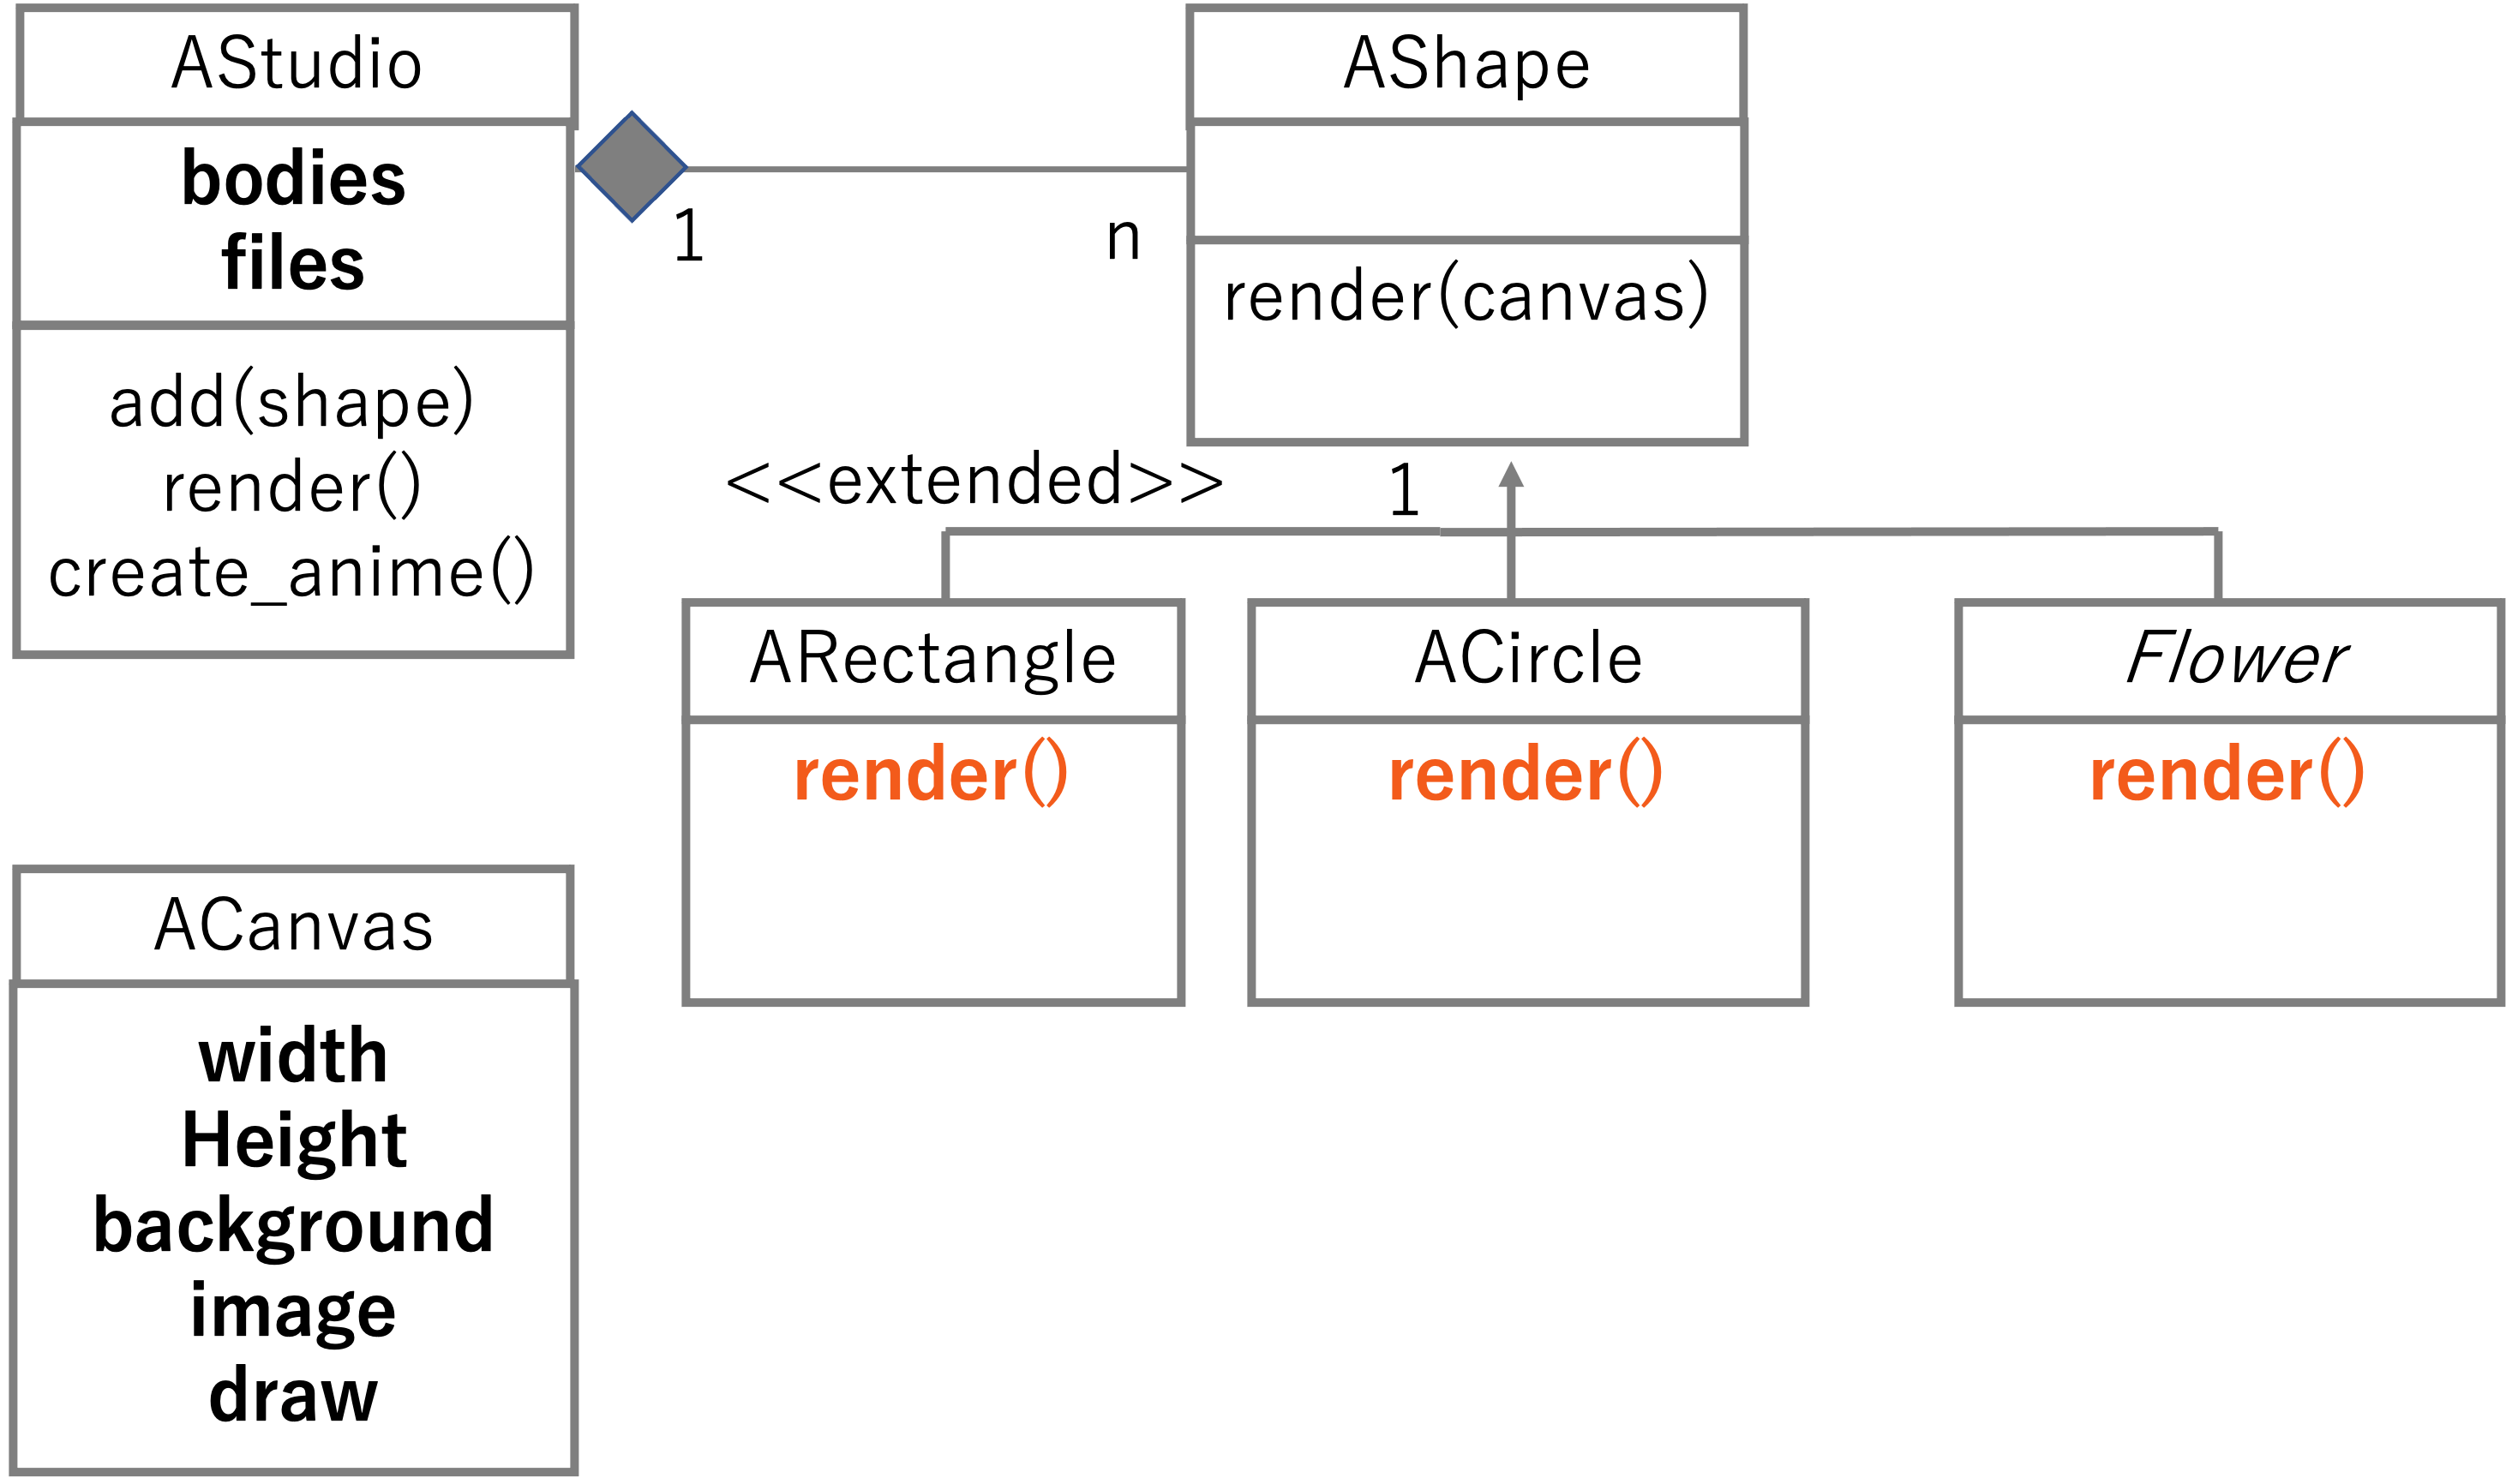 AStudio
bodies
files
add(shape)
render()
create_anime()
1
n
AShape
render(canvas)
<<extended>>
1
ARectangle
render()
ACircle
render()
Flower
render()
ACanvas
width
Height
background
image
draw